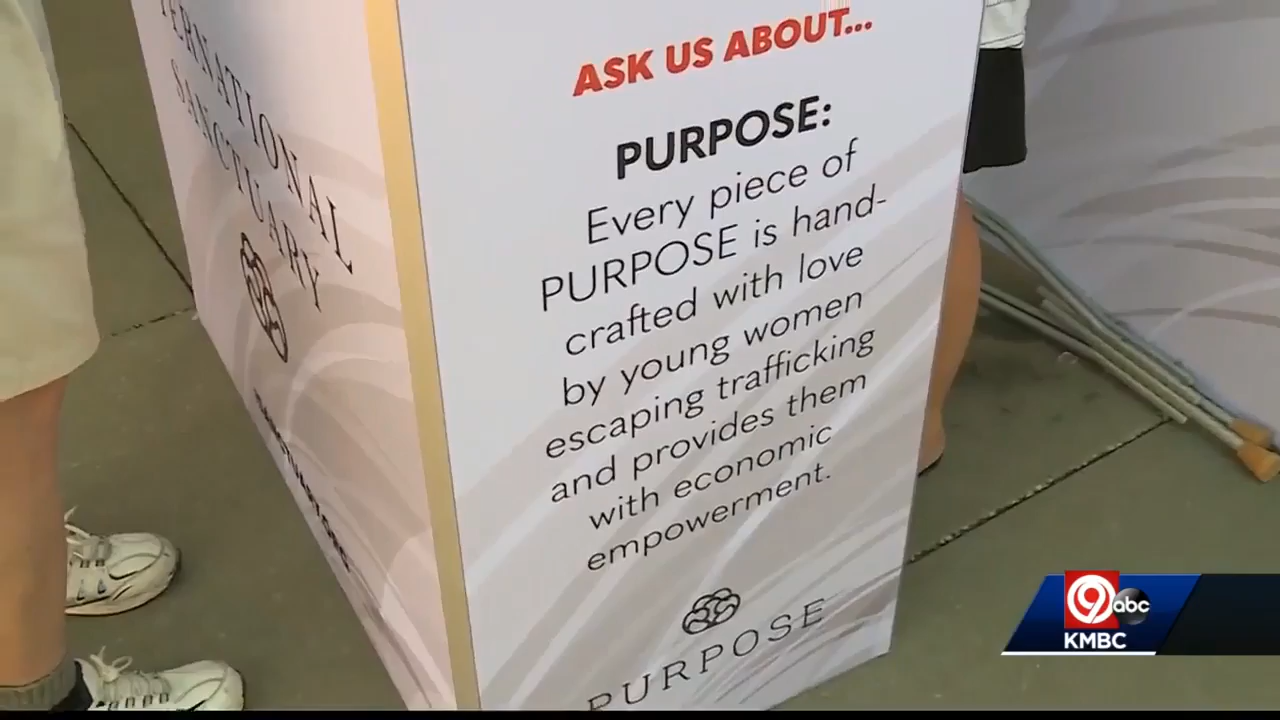 INTERNATIONAL
SANCTUARY
ASK US ABOUT...
PURPOSE:
Every piece of
PURPOSE is hand-
crafted with love
by young women
escaping trafficking
and provides them
with economic
empowerment.
PURPOSE
9 abc
KMBC